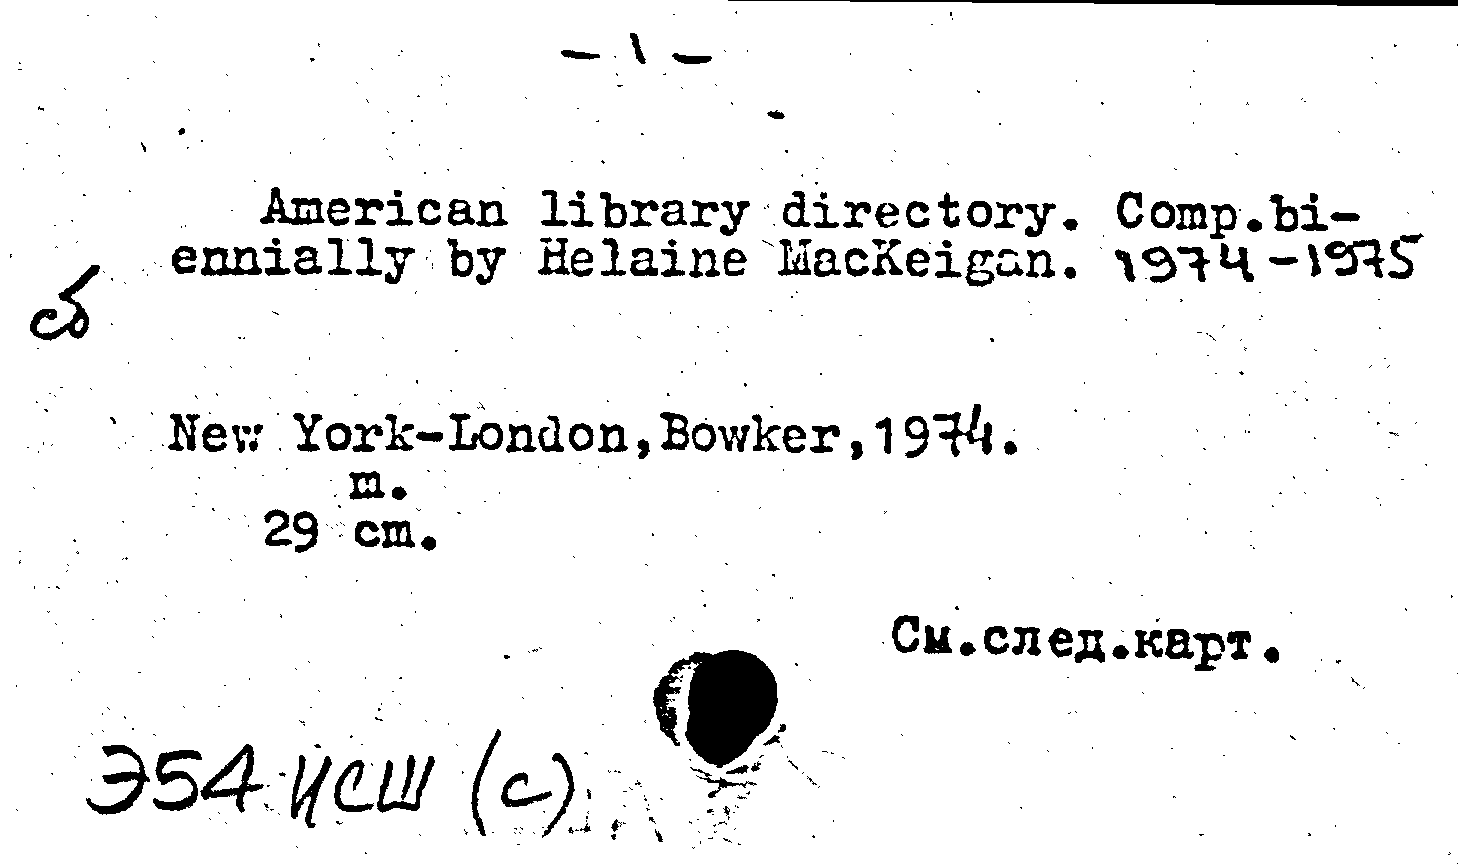 - 1 -
American library directory. Comp.bi-
ennially by Helaine MacKeigan. 1974-1975
New York-London,Bowker,1974.
m.
29 cm.
См.след.карт.
Э54 ИСШ (с)